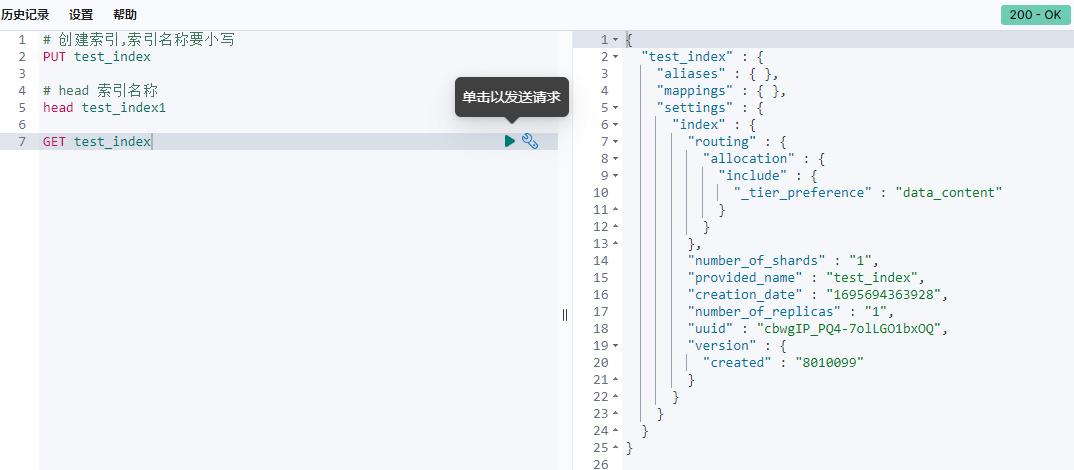 历史记录 设置 帮助 200 - OK
1 # 创建索引,索引名称要小写
2 PUT test_index
3
4 # head 索引名称
5 head test_index1
6
7 GET test_index
单击以发送请求
1 {
2 "test_index" : {
3 "aliases" : { },
4 "mappings" : { },
5 "settings" : {
6 "index" : {
7 "routing" : {
8 "allocation" : {
9 "include" : {
10 "_tier_preference" : "data_content"
11 }
12 }
13 },
14 "number_of_shards" : "1",
15 "provided_name" : "test_index",
16 "creation_date" : "1695694363928",
17 "number_of_replicas" : "1",
18 "uuid" : "cbwgIP_PQ4-7olLGO1bxOQ",
19 "version" : {
20 "created" : "8010099"
21 }
22 }
23 }
24 }
25 }
26